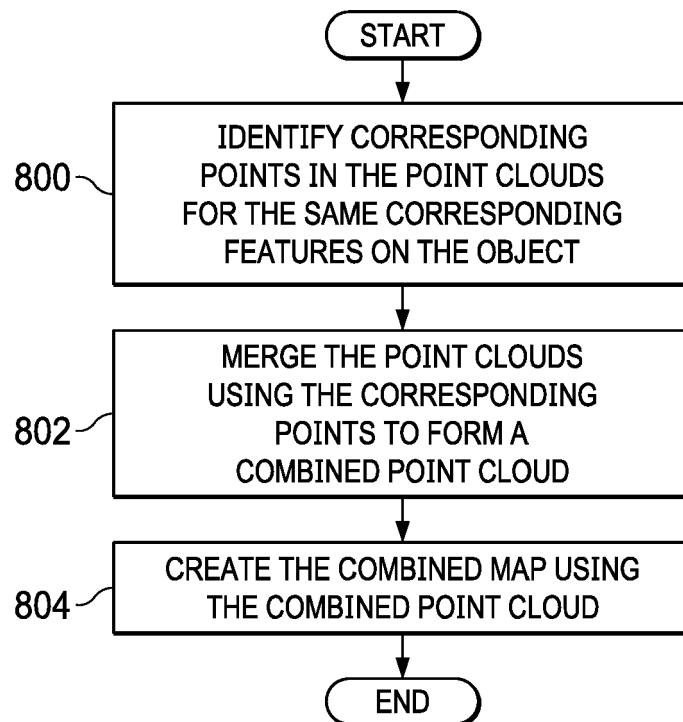 START
800
IDENTIFY CORRESPONDING
POINTS IN THE POINT CLOUDS
FOR THE SAME CORRESPONDING
FEATURES ON THE OBJECT
802
MERGE THE POINT CLOUDS
USING THE CORRESPONDING
POINTS TO FORM A
COMBINED POINT CLOUD
804
CREATE THE COMBINED MAP USING
THE COMBINED POINT CLOUD
END